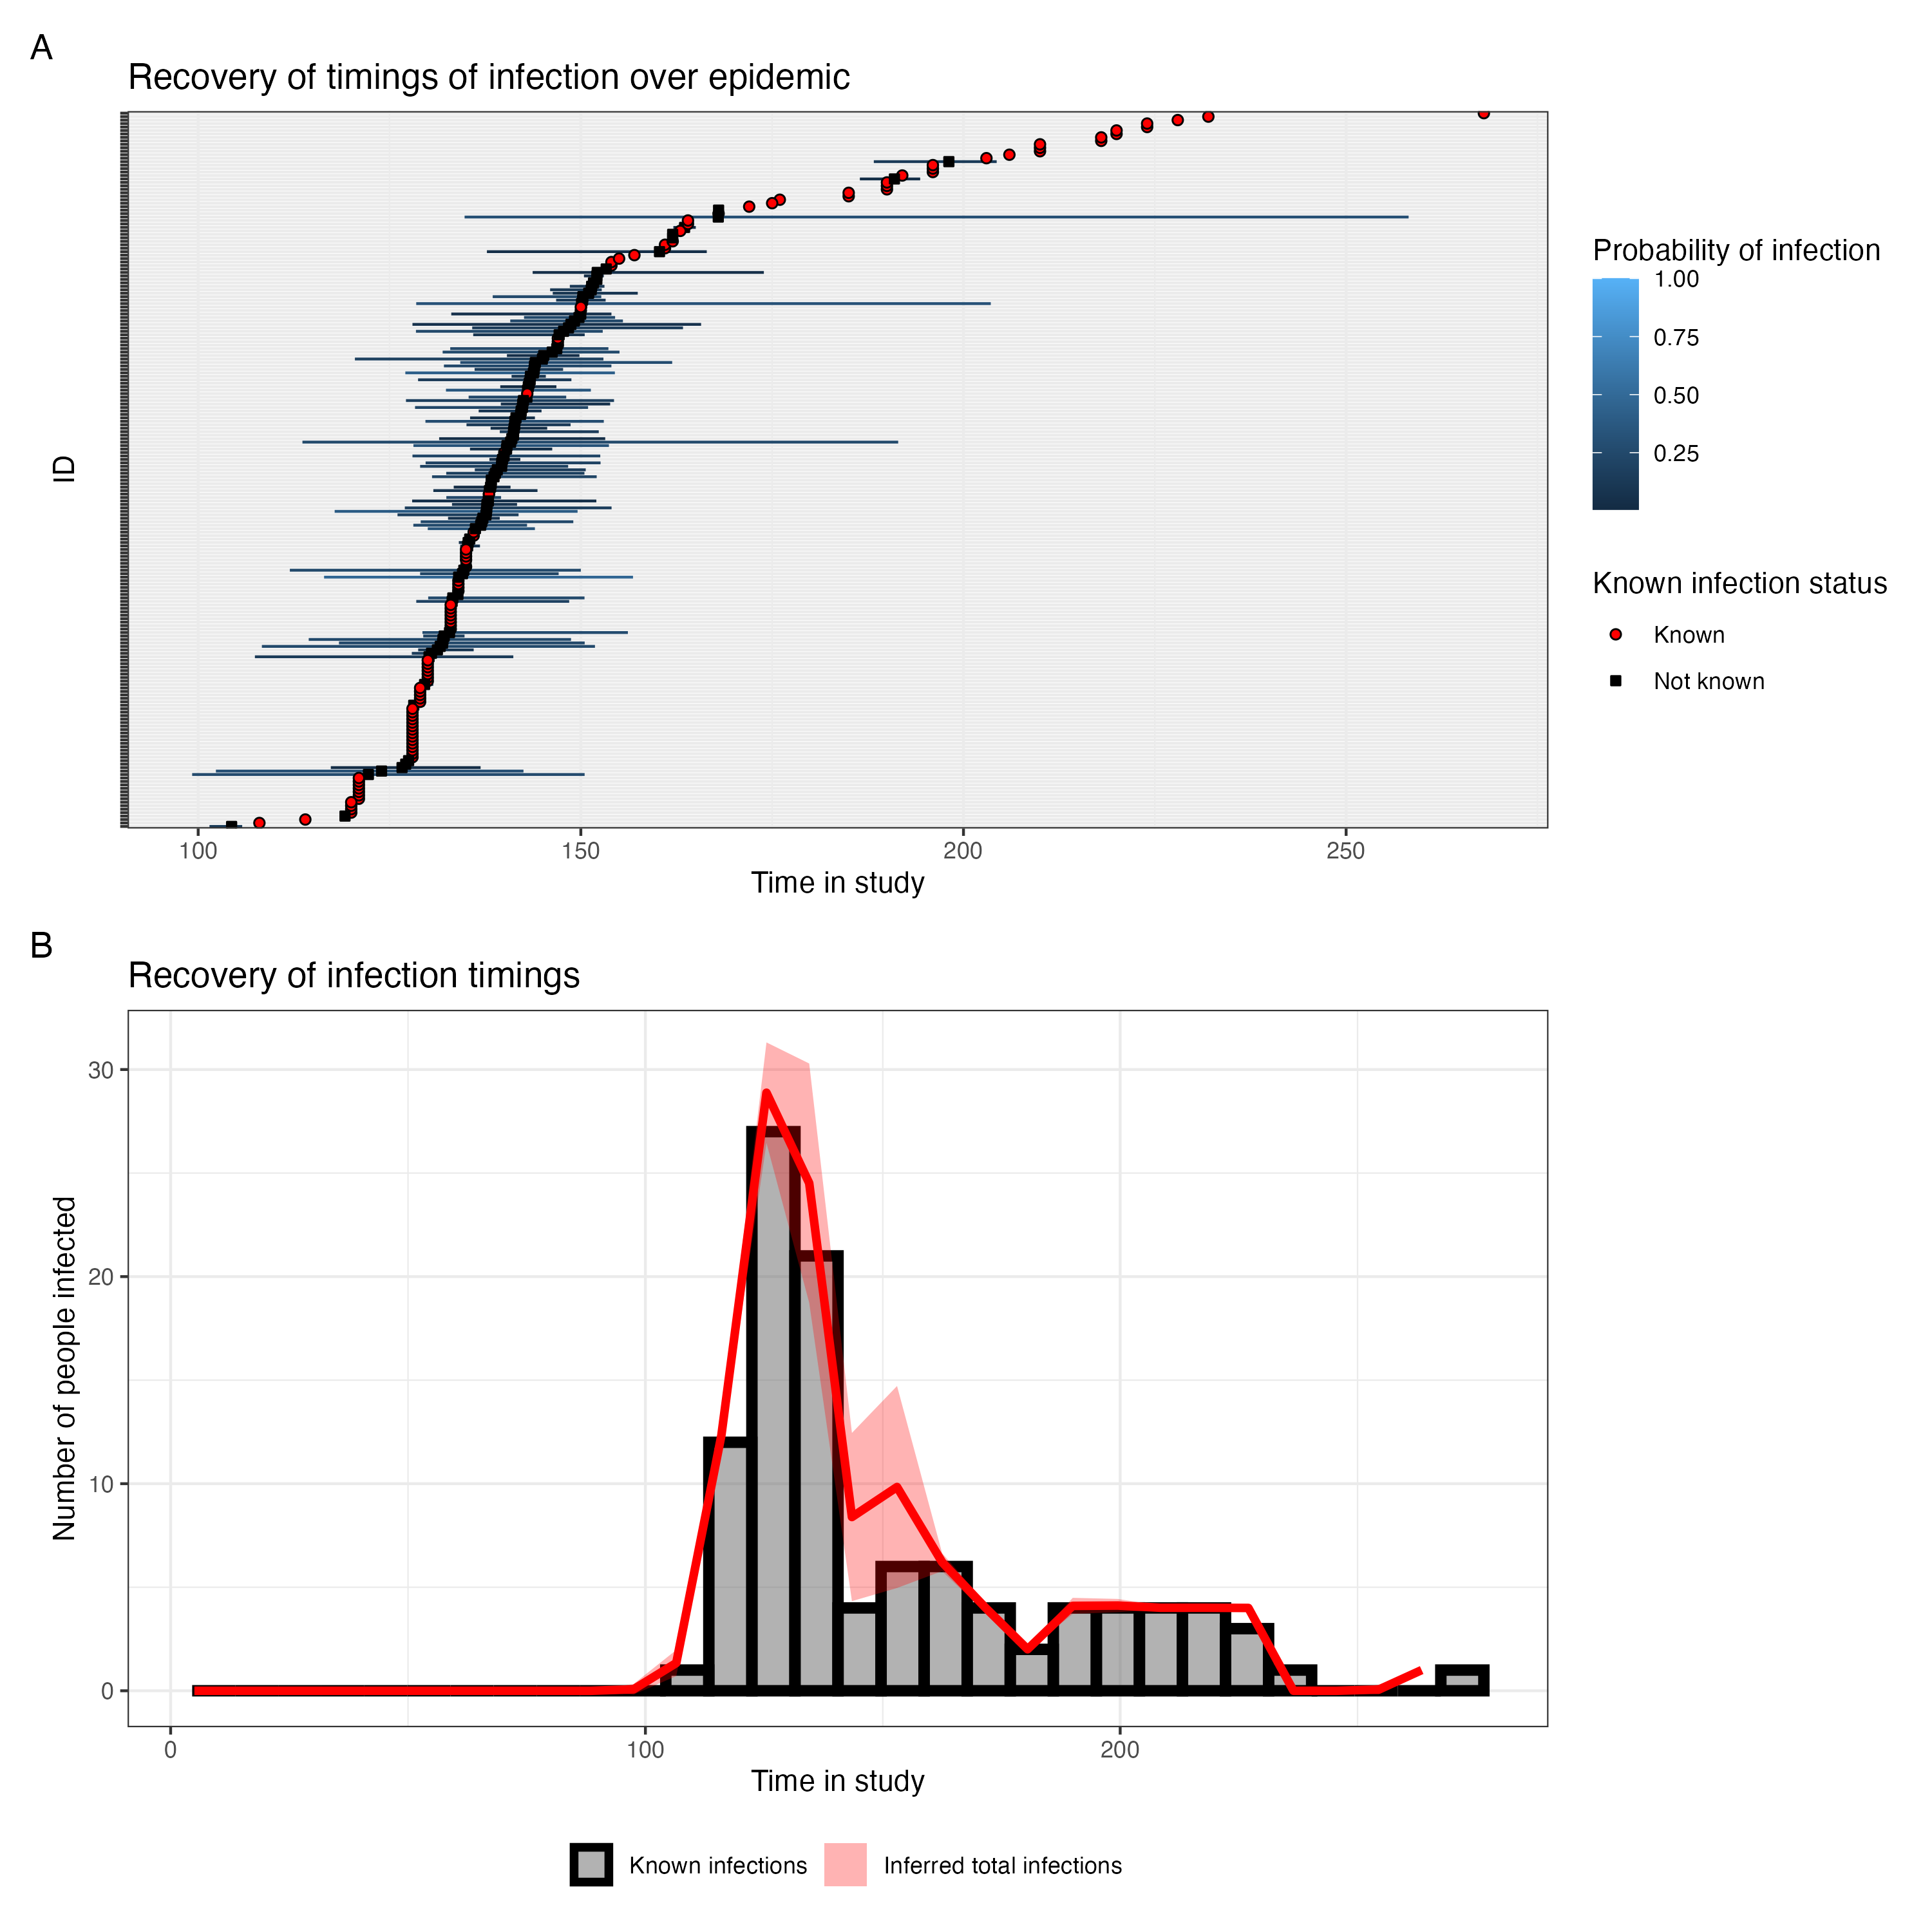 A
Recovery of timings of infection over epidemic
ID
100 150 200 250
Time in study
Probability of infection
1.00
0.75
0.50
0.25
Known infection status
Known
Not known
B
Recovery of infection timings
Number of people infected
30
20
10
0
0 100 200
Time in study
Known infections Inferred total infections